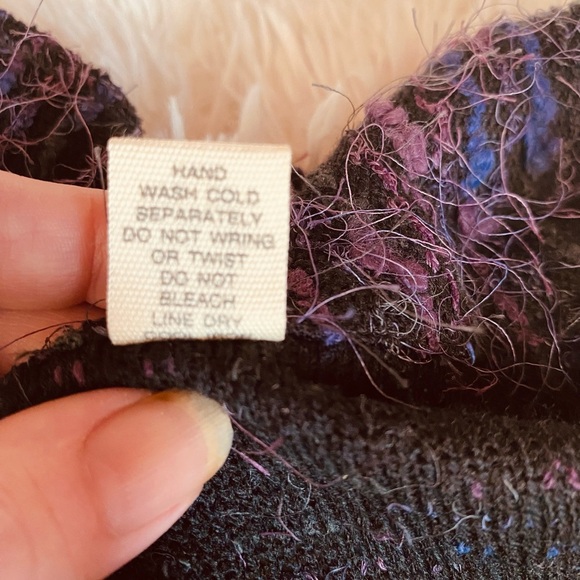 HAND
WASH COLD
SEPARATELY
DO NOT WRING
OR TWIST
DO NOT
BLEACH
LINE DRY